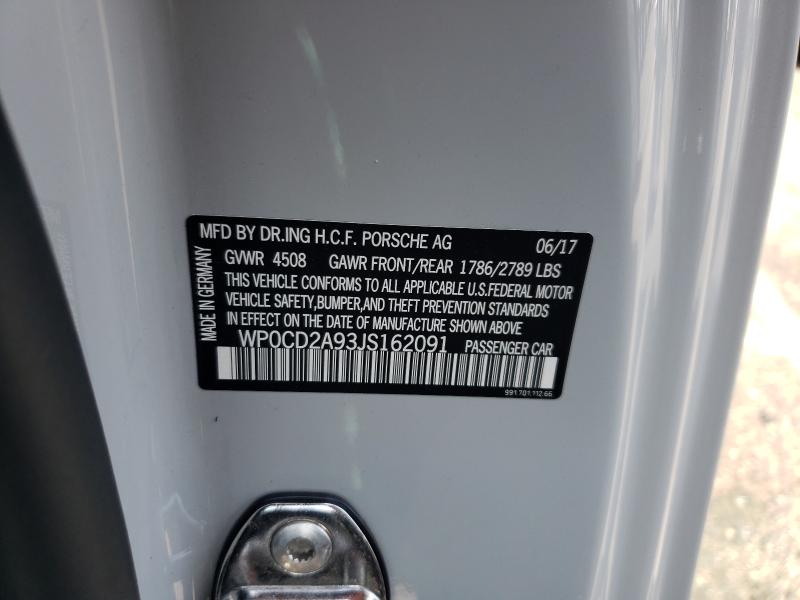 MFD BY DR.ING H.C.F. PORSCHE AG 06/17
GVWR 4508 GAWR FRONT/REAR 1786/2789 LBS
THIS VEHICLE CONFORMS TO ALL APPLICABLE U.S.FEDERAL MOTOR
VEHICLE SAFETY,BUMPER,AND THEFT PREVENTION STANDARDS
IN EFFECT ON THE DATE OF MANUFACTURE SHOWN ABOVE
WP0CD2A93JS162091 PASSENGER CAR
MADE IN GERMANY
991.701.112.66